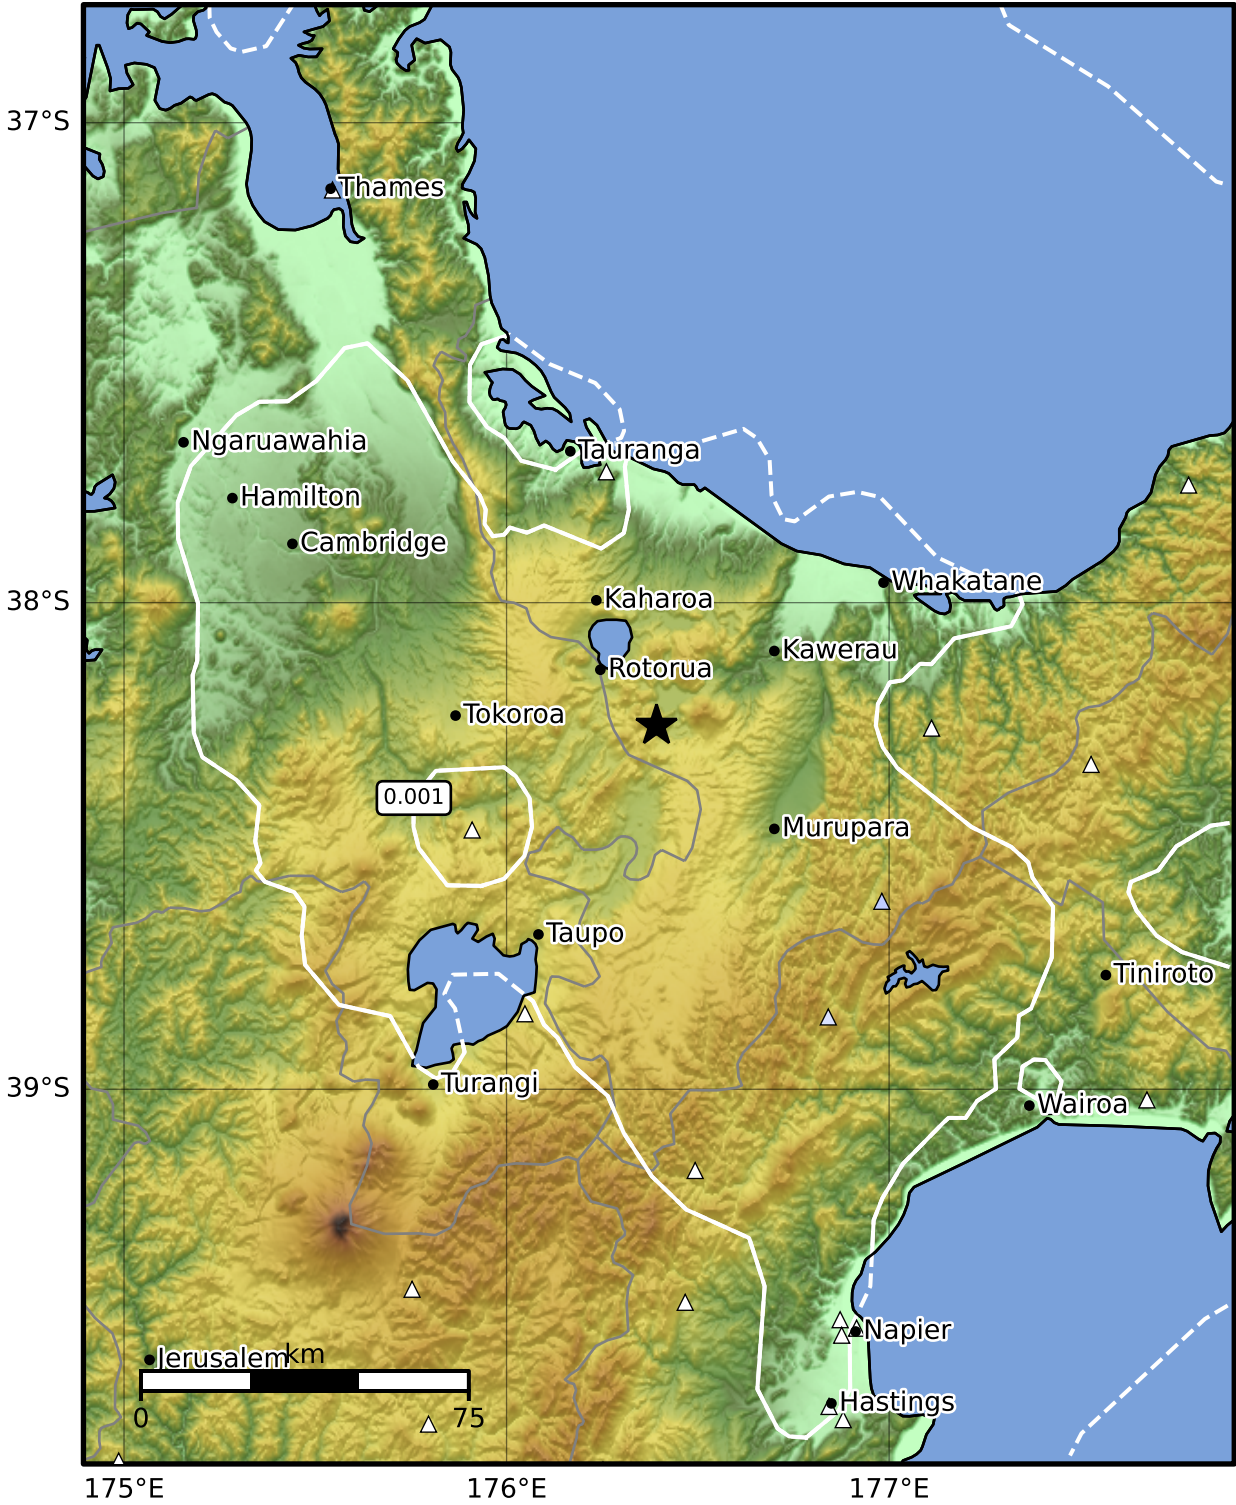 37°S
Thames
Ngaruawahia
Tauranga
Hamilton
Cambridge
38°S
Kaharoa
Whakatane
Rotorua
Kawerau
Tokoroa
0.001
Murupara
Taupo
Tiniroto
39°S
Turangi
Wairoa
Napier
Jerusalem
km
Hastings
0
75
175°E
176°E
177°E